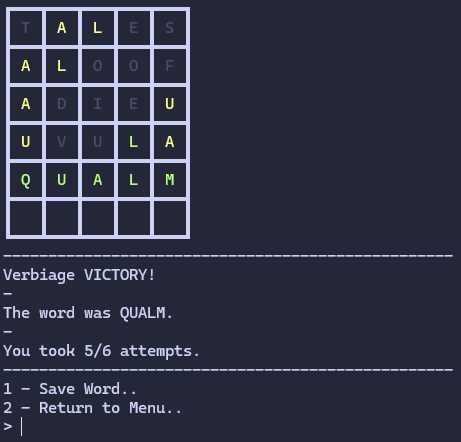 T A L E S
A L O O F
A D I E U
U V U L A
Q U A L M
--------------------------------------------------
Verbiage VICTORY!
-
The word was QUALM.
-
You took 5/6 attempts.
--------------------------------------------------
1 - Save Word..
2 - Return to Menu..
>